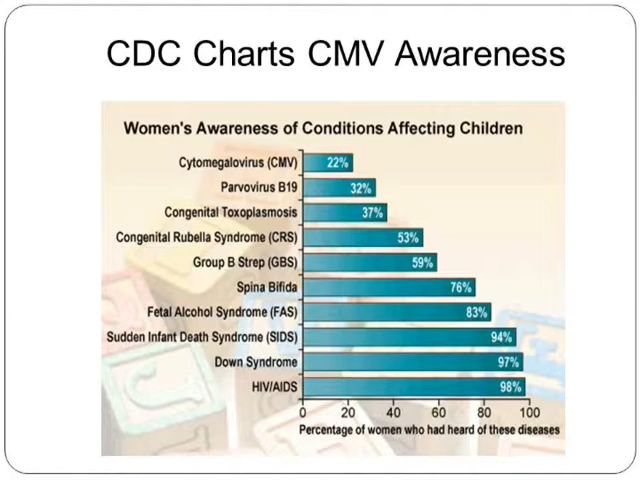 CDC Charts CMV Awareness
Women's Awareness of Conditions Affecting Children
Cytomegalovirus (CMV) 22%
Parvovirus B19 32%
Congenital Toxoplasmosis 37%
Congenital Rubella Syndrome (CRS) 53%
Group B Strep (GBS) 59%
Spina Bifida 76%
Fetal Alcohol Syndrome (FAS) 83%
Sudden Infant Death Syndrome (SIDS) 94%
Down Syndrome 97%
HIV/AIDS 98%
0 20 40 60 80 100
Percentage of women who had heard of these diseases